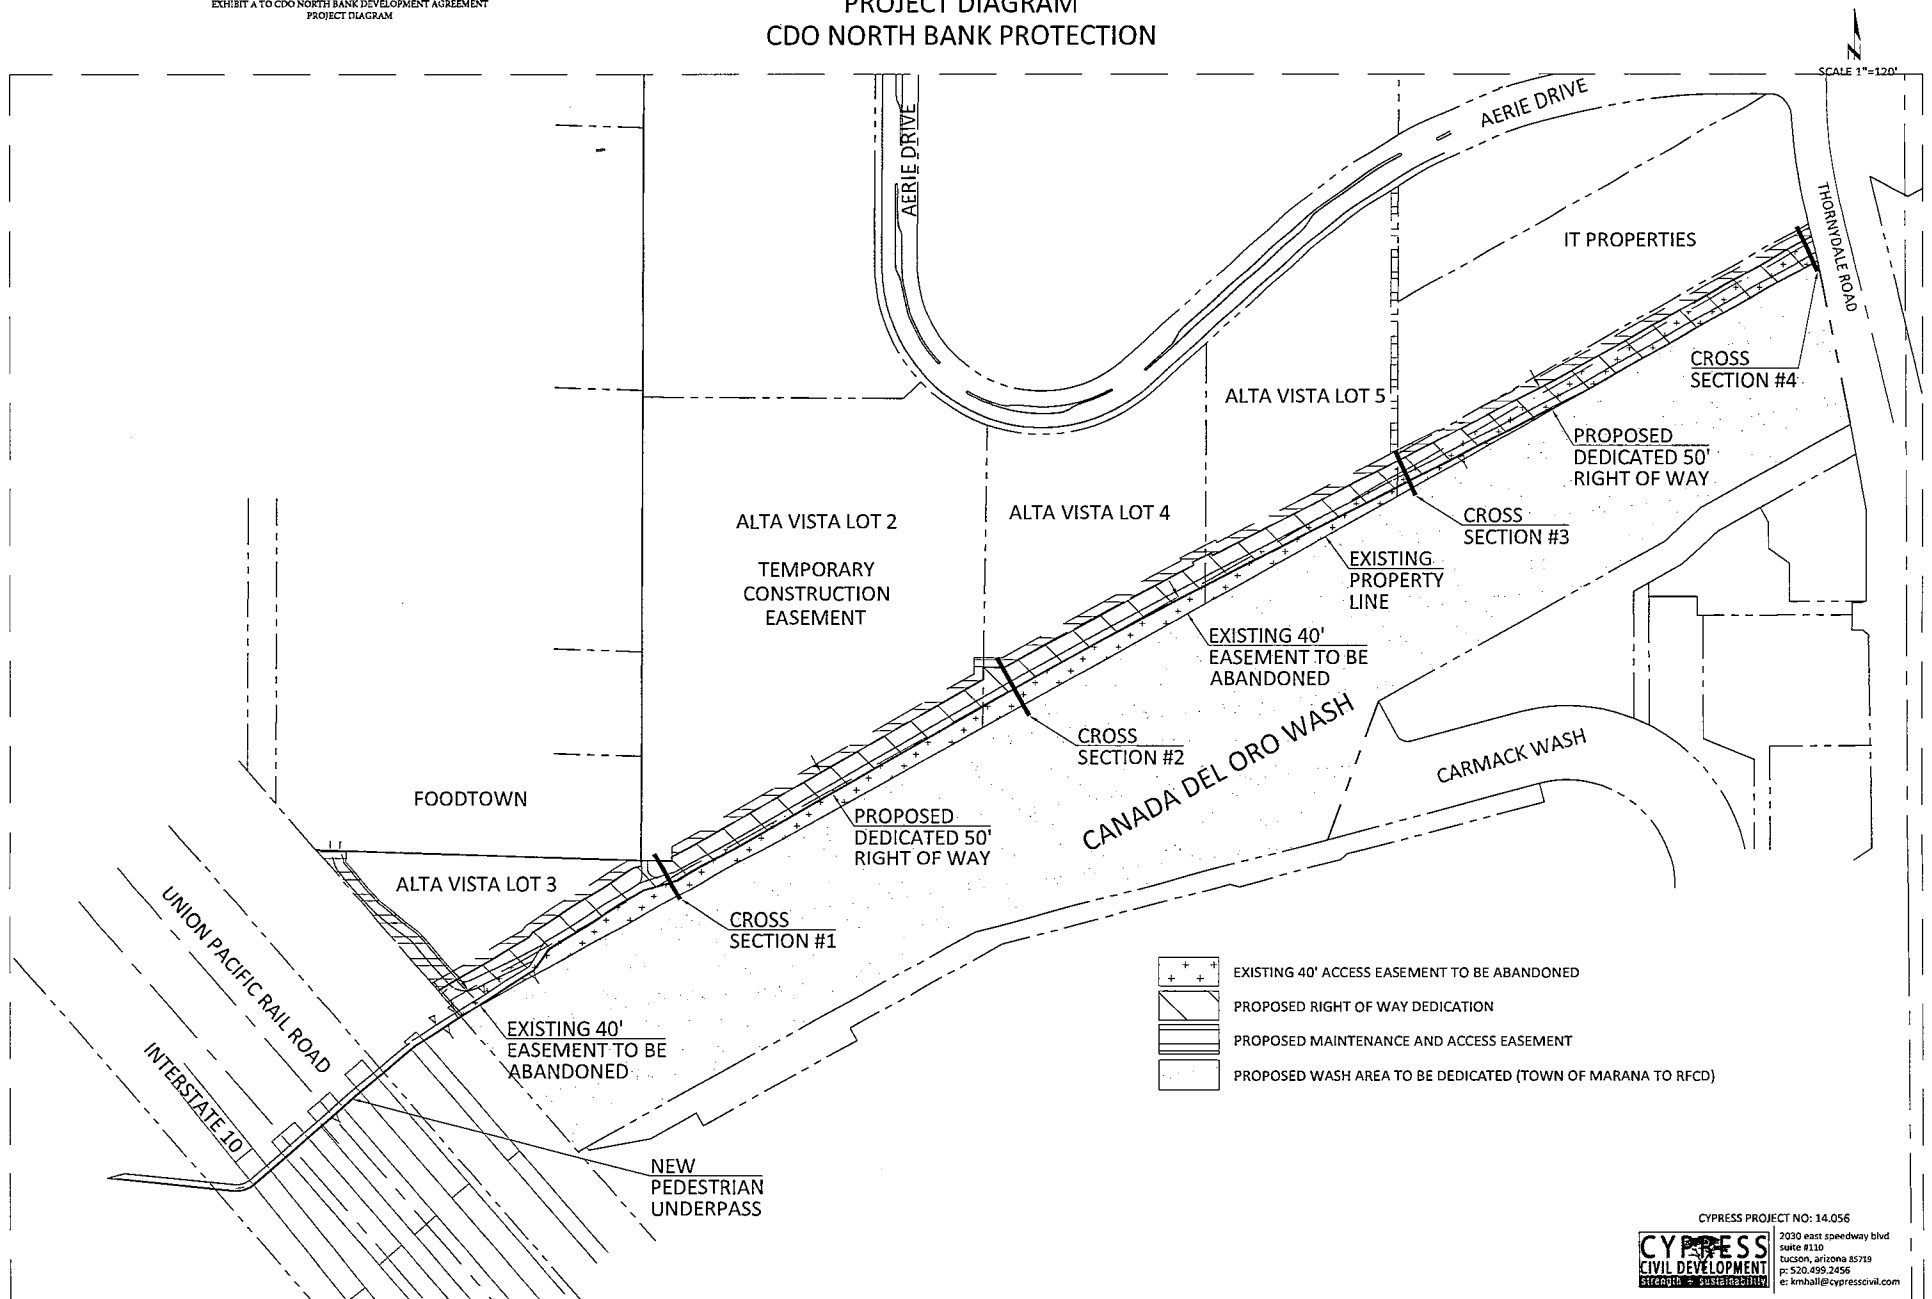 EXHIBIT A TO CDO NORTH BANK DEVELOPMENT AGREEMENT
PROJECT DIAGRAM
PROJECT DIAGRAM
CDO NORTH BANK PROTECTION
N
SCALE 1"=120'
AERIE DRIVE
AERIE DRIVE
THORNYDALE ROAD
IT PROPERTIES
CROSS
SECTION #4
ALTA VISTA LOT 5
PROPOSED
DEDICATED 50'
RIGHT OF WAY
ALTA VISTA LOT 2
ALTA VISTA LOT 4
CROSS
SECTION #3
TEMPORARY
CONSTRUCTION
EASEMENT
EXISTING
PROPERTY
LINE
EXISTING 40'
EASEMENT TO BE
ABANDONED
CROSS
SECTION #2
CANADA DEL ORO WASH
CARMACK WASH
FOODTOWN
PROPOSED
DEDICATED 50'
RIGHT OF WAY
ALTA VISTA LOT 3
CROSS
SECTION #1
UNION PACIFIC RAIL ROAD
INTERSTATE 10
EXISTING 40'
EASEMENT TO BE
ABANDONED
NEW
PEDESTRIAN
UNDERPASS
EXISTING 40' ACCESS EASEMENT TO BE ABANDONED
PROPOSED RIGHT OF WAY DEDICATION
PROPOSED MAINTENANCE AND ACCESS EASEMENT
PROPOSED WASH AREA TO BE DEDICATED (TOWN OF MARANA TO RFCD)
CYPRESS PROJECT NO: 14.056
CYPRESS
CIVIL DEVELOPMENT
strength + sustainability
2030 east speedway blvd
suite #110
tucson, arizona 85719
p: 520.499.2456
e: kmhall@cypresscivil.com